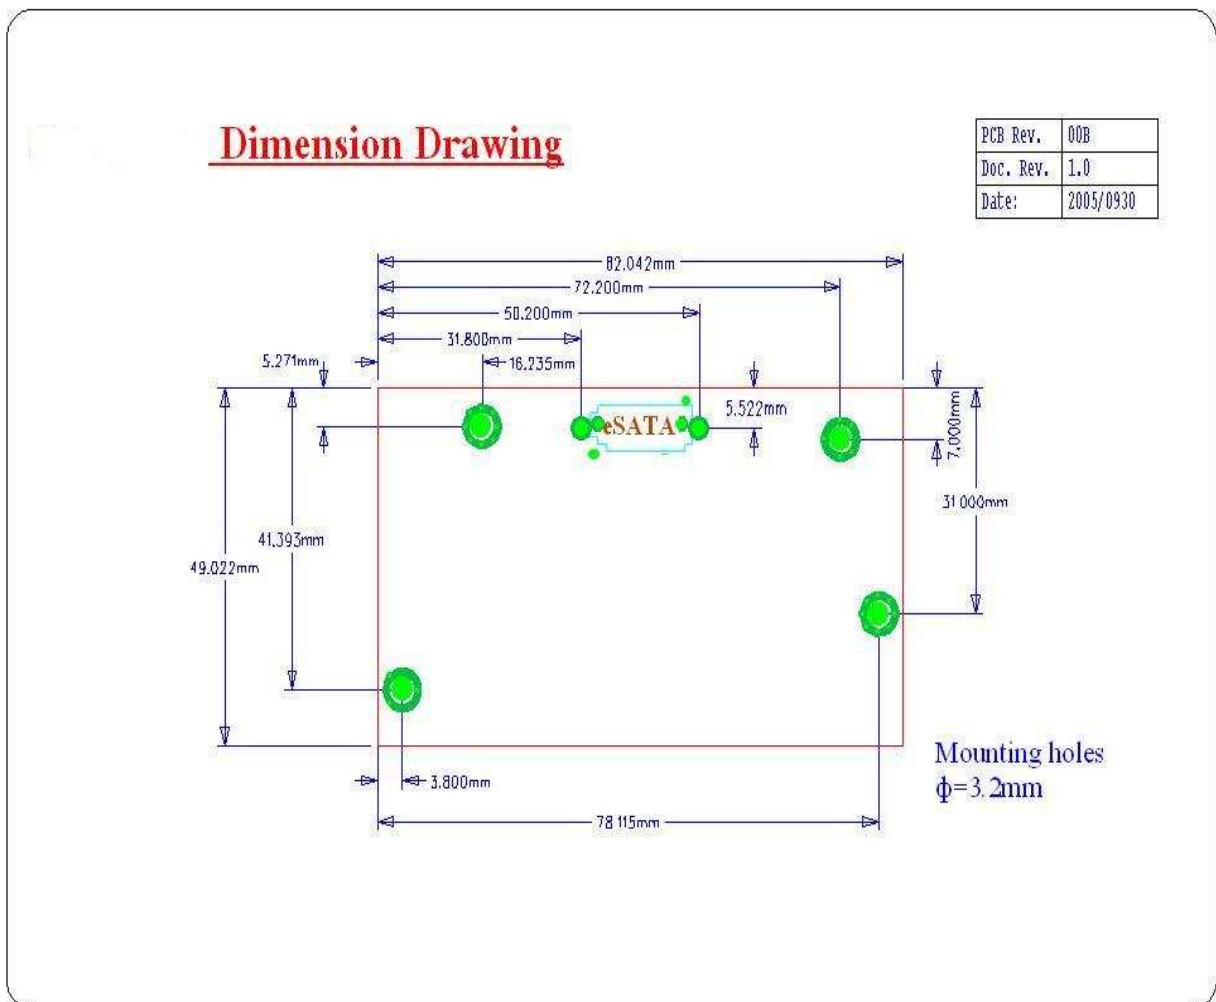 Dimension Drawing
PCB Rev. 00B
Doc. Rev. 1.0
Date: 2005/0930
82.042mm
72.200mm
50.200mm
31.800mm
5.271mm
16.235mm
5.522mm
7.000mm
eSATA
31.000mm
41.393mm
49.022mm
Mounting holes
ϕ=3.2mm
3.800mm
78.115mm